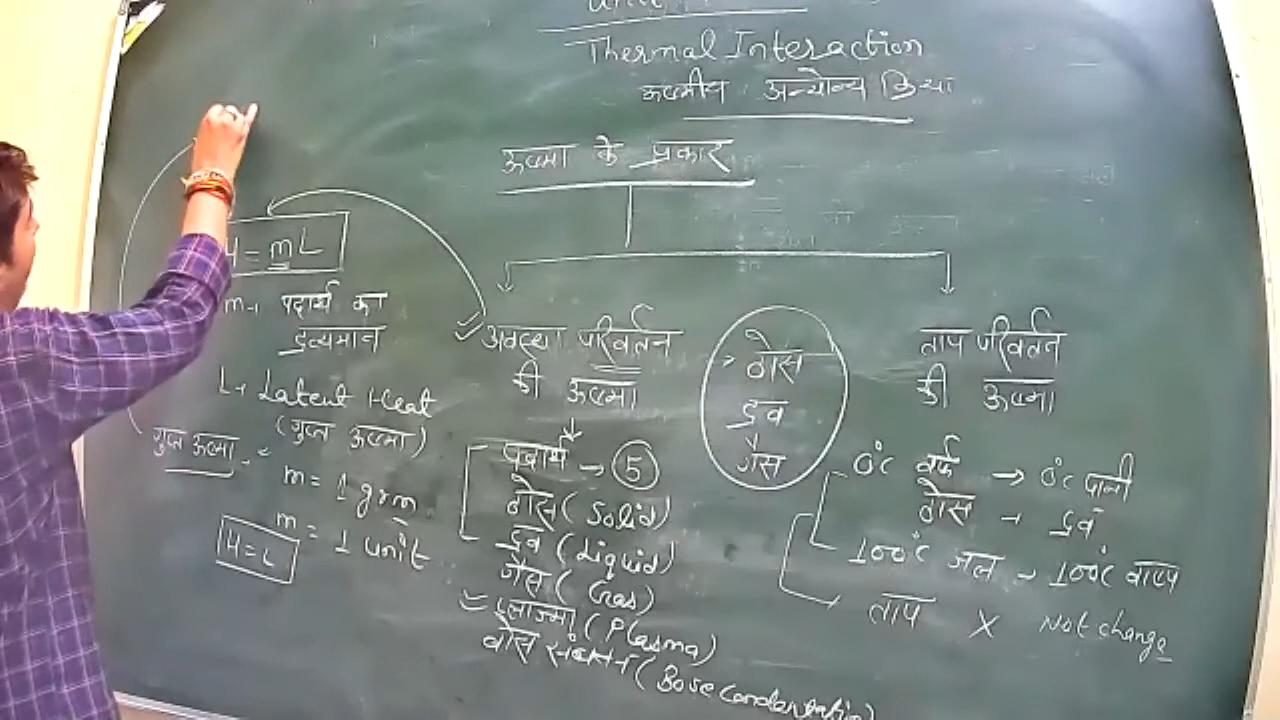 Thermal Interaction
ऊष्मीय अन्योन्य क्रिया
ऊष्मा के प्रकार
H = mL
m → पदार्थ का
द्रव्यमान
L → Latent Heat
(गुप्त ऊष्मा)
गुप्त ऊष्मा
m = 1 grm
m = 1 unit
H = L
अवस्था परिवर्तन
की ऊष्मा
पदार्थ → 5
ठोस (Solid)
द्रव (Liquid)
गैस (Gas)
प्लाज्मा (Plasma)
बोस संघनन (Bose Condensation)
ठोस
द्रव
गैस
ताप परिवर्तन
की ऊष्मा
0°C बर्फ → 0°C पानी
ठोस → द्रव
100°C जल → 100°C वाष्प
ताप X Not change